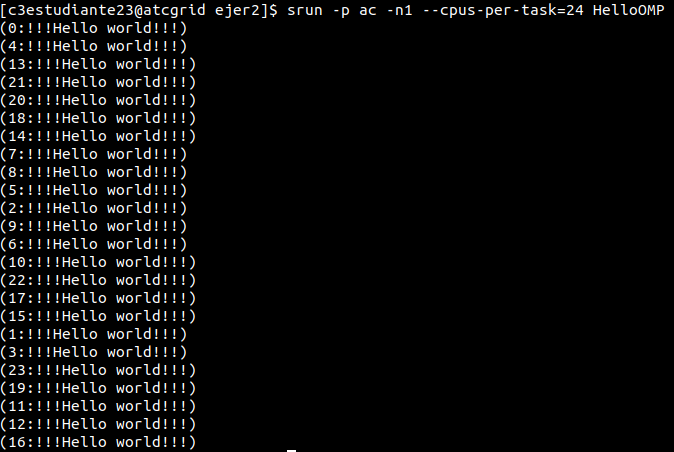 [c3estudiante23@atcgrid ejer2]$ srun -p ac -n1 --cpus-per-task=24 HelloOMP
(0:!!!Hello world!!!)
(4:!!!Hello world!!!)
(13:!!!Hello world!!!)
(21:!!!Hello world!!!)
(20:!!!Hello world!!!)
(18:!!!Hello world!!!)
(14:!!!Hello world!!!)
(7:!!!Hello world!!!)
(8:!!!Hello world!!!)
(5:!!!Hello world!!!)
(2:!!!Hello world!!!)
(9:!!!Hello world!!!)
(6:!!!Hello world!!!)
(10:!!!Hello world!!!)
(22:!!!Hello world!!!)
(17:!!!Hello world!!!)
(15:!!!Hello world!!!)
(1:!!!Hello world!!!)
(3:!!!Hello world!!!)
(23:!!!Hello world!!!)
(19:!!!Hello world!!!)
(11:!!!Hello world!!!)
(12:!!!Hello world!!!)
(16:!!!Hello world!!!)